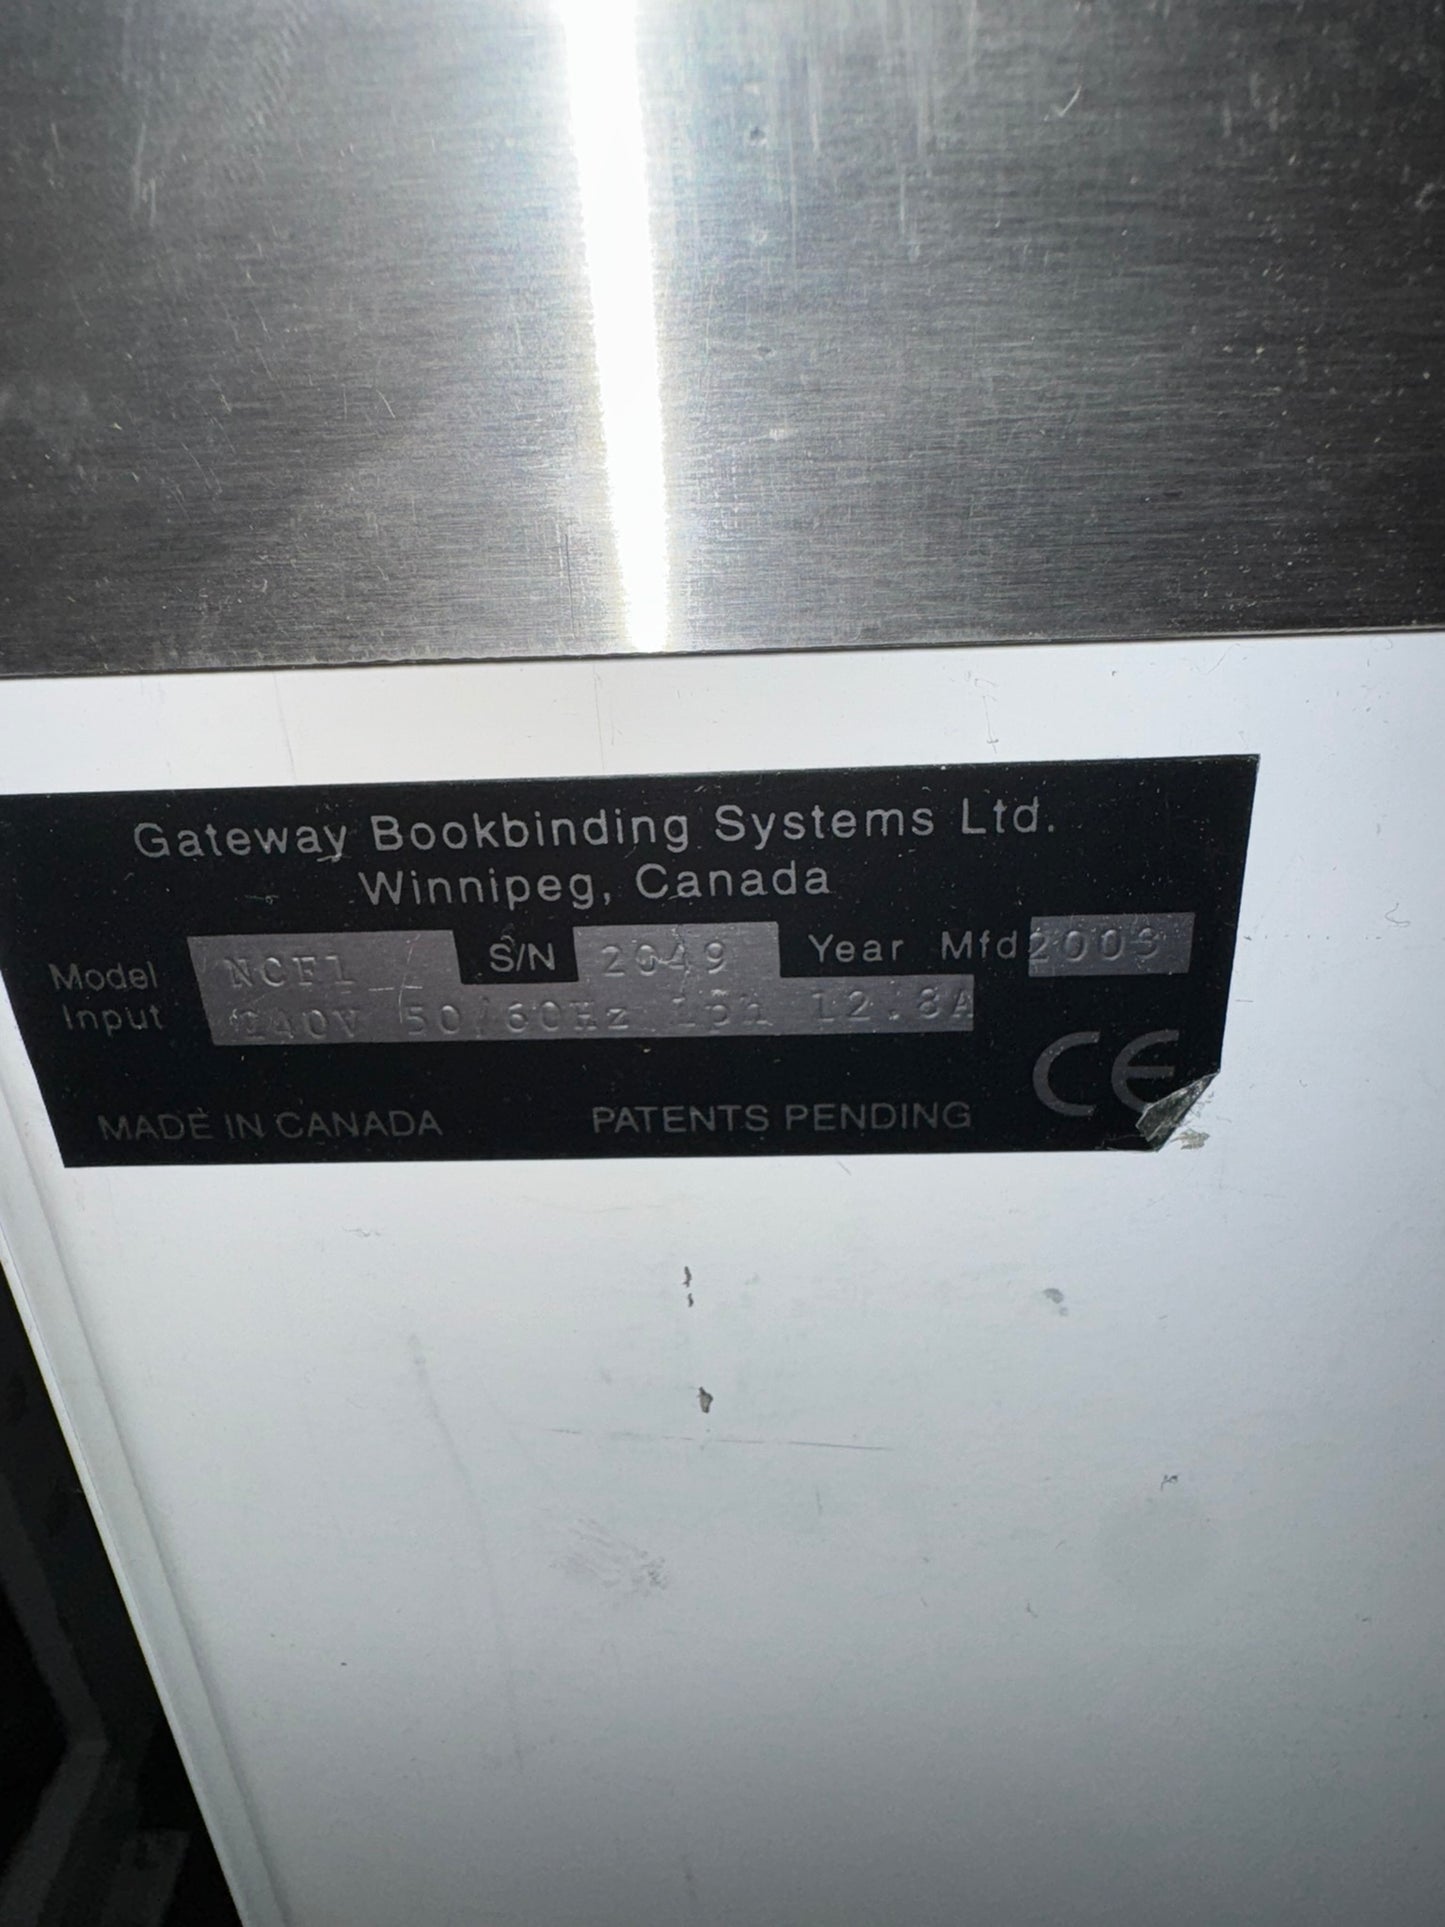 Gateway Bookbinding Systems Ltd.
Winnipeg, Canada
Model NCF1 S/N 2049 Year Mfd
Input 240V 50/60Hz 1Ph 12.8A
CE
MADE IN CANADA PATENTS PENDING